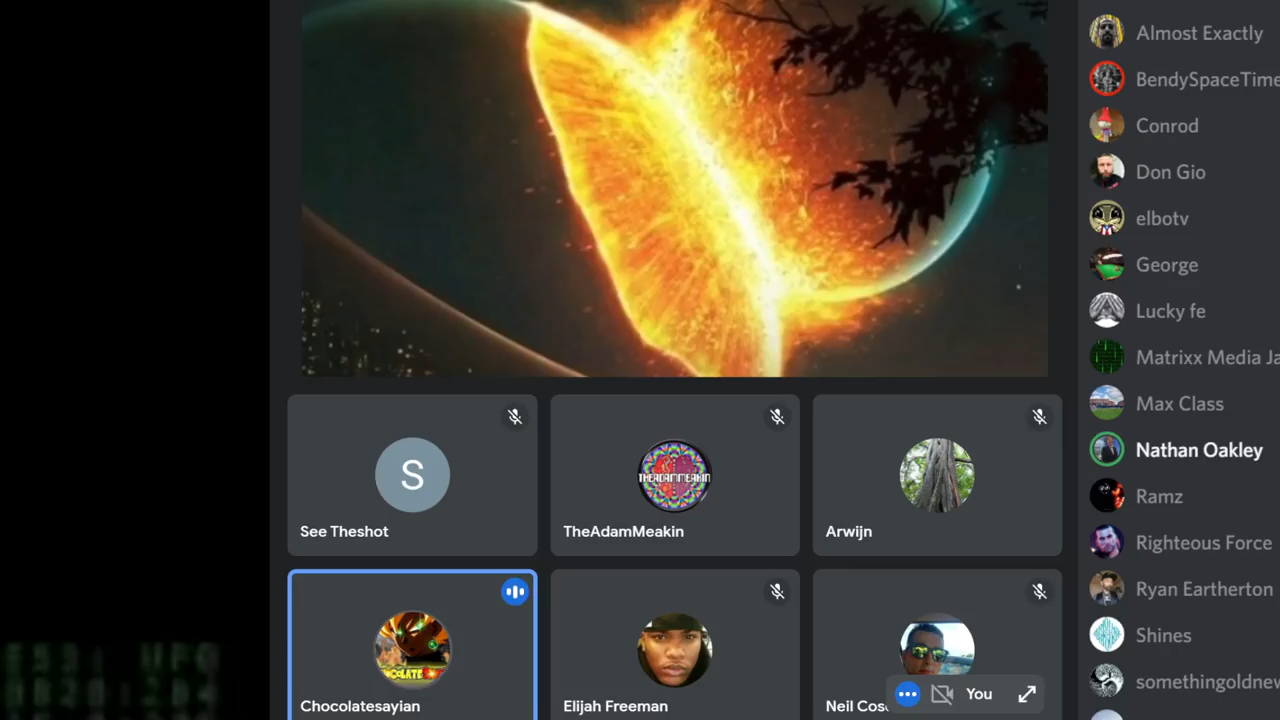 Almost Exactly
BendySpaceTime
Conrod
Don Gio
elbotv
George
Lucky fe
Matrixx Media Ja
Max Class
Nathan Oakley
Ramz
Righteous Force
Ryan Eartherton
Shines
somethingoldnew
S
See Theshot
THEADAMMEAKIN
TheAdamMeakin
Arwijn
Chocolatesayian
Elijah Freeman
Neil Cos
You